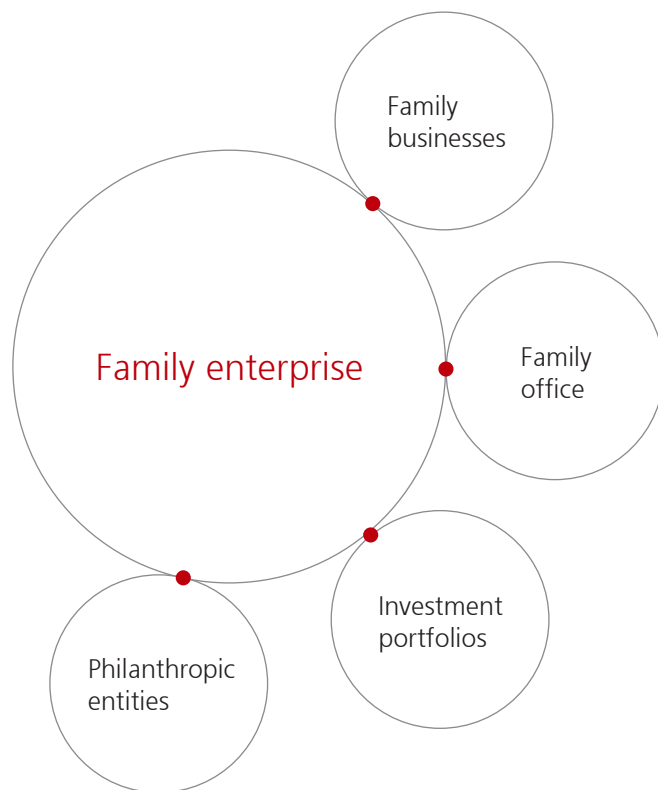 Family
businesses
Family enterprise
Family
office
Investment
portfolios
Philanthropic
entities